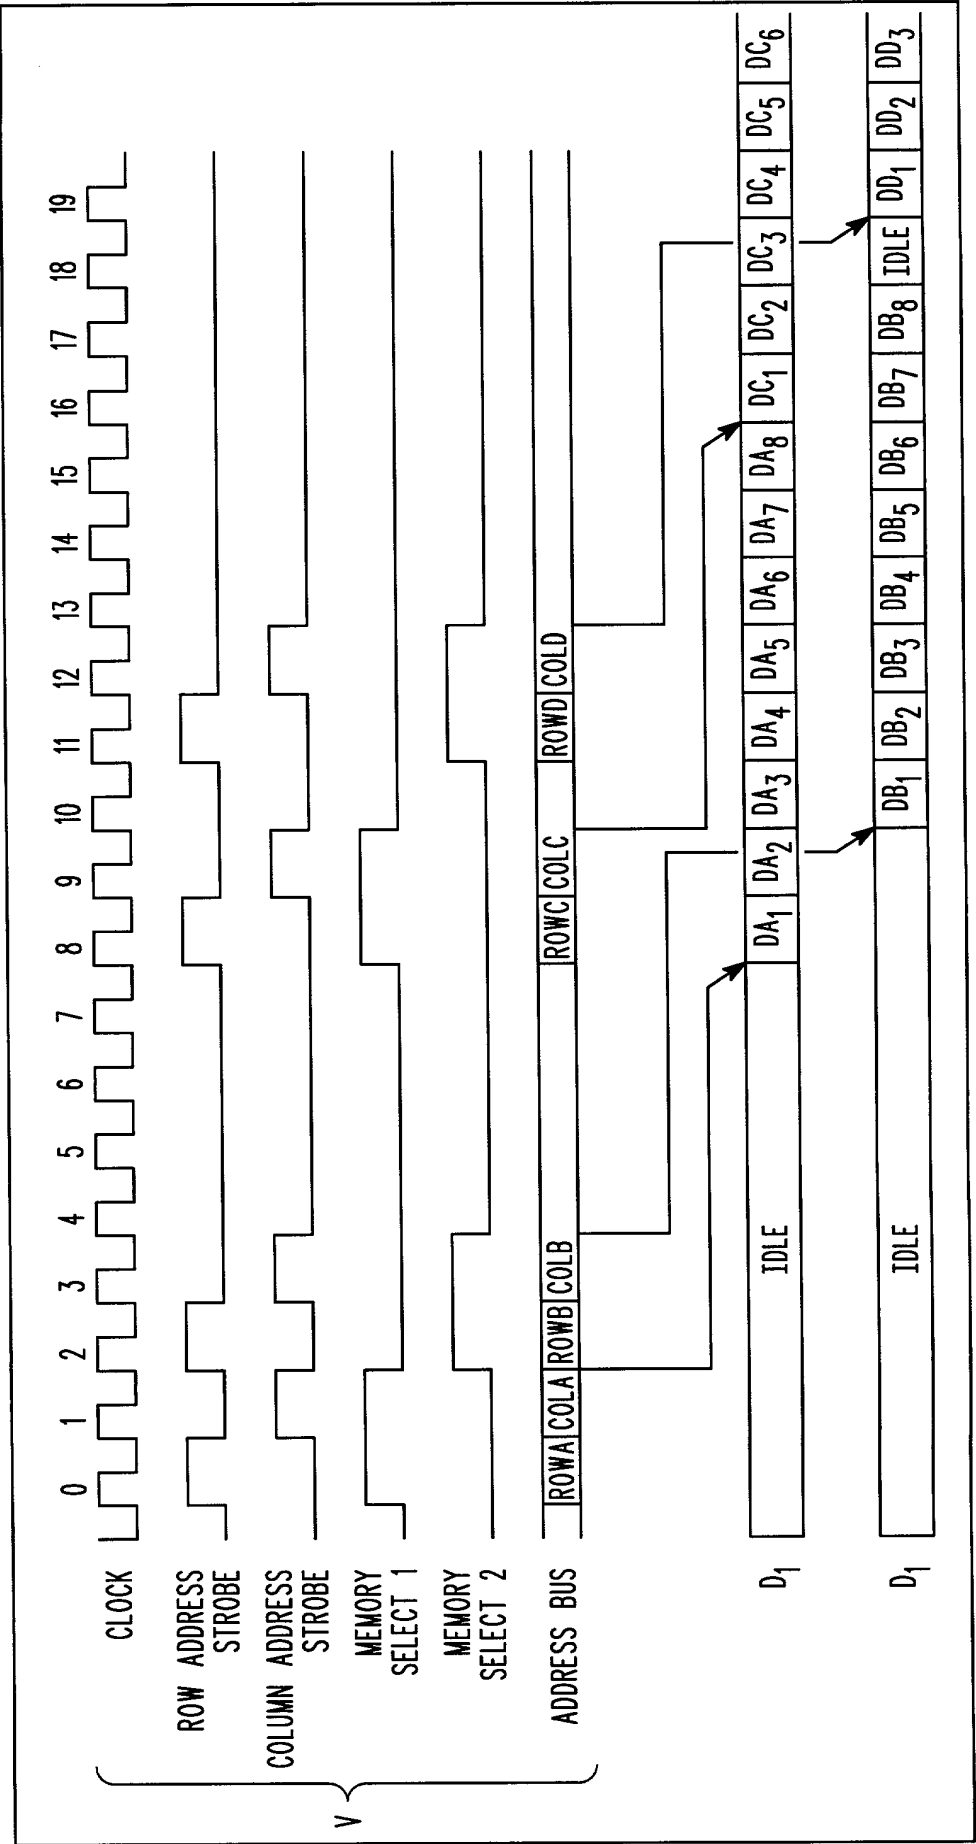 0 1 2 3 4 5 6 7 8 9 10 11 12 13 14 15 16 17 18 19
CLOCK
ROW ADDRESS
STROBE
COLUMN ADDRESS
STROBE
MEMORY
SELECT 1
MEMORY
SELECT 2
V
ADDRESS BUS
ROWA COLA ROWB COLB ROWC COLC ROWD COLD
D1
IDLE DA1 DA2 DA3 DA4 DA5 DA6 DA7 DA8 DC1 DC2 DC3 DC4 DC5 DC6
D1
IDLE DB1 DB2 DB3 DB4 DB5 DB6 DB7 DB8 IDLE DD1 DD2 DD3